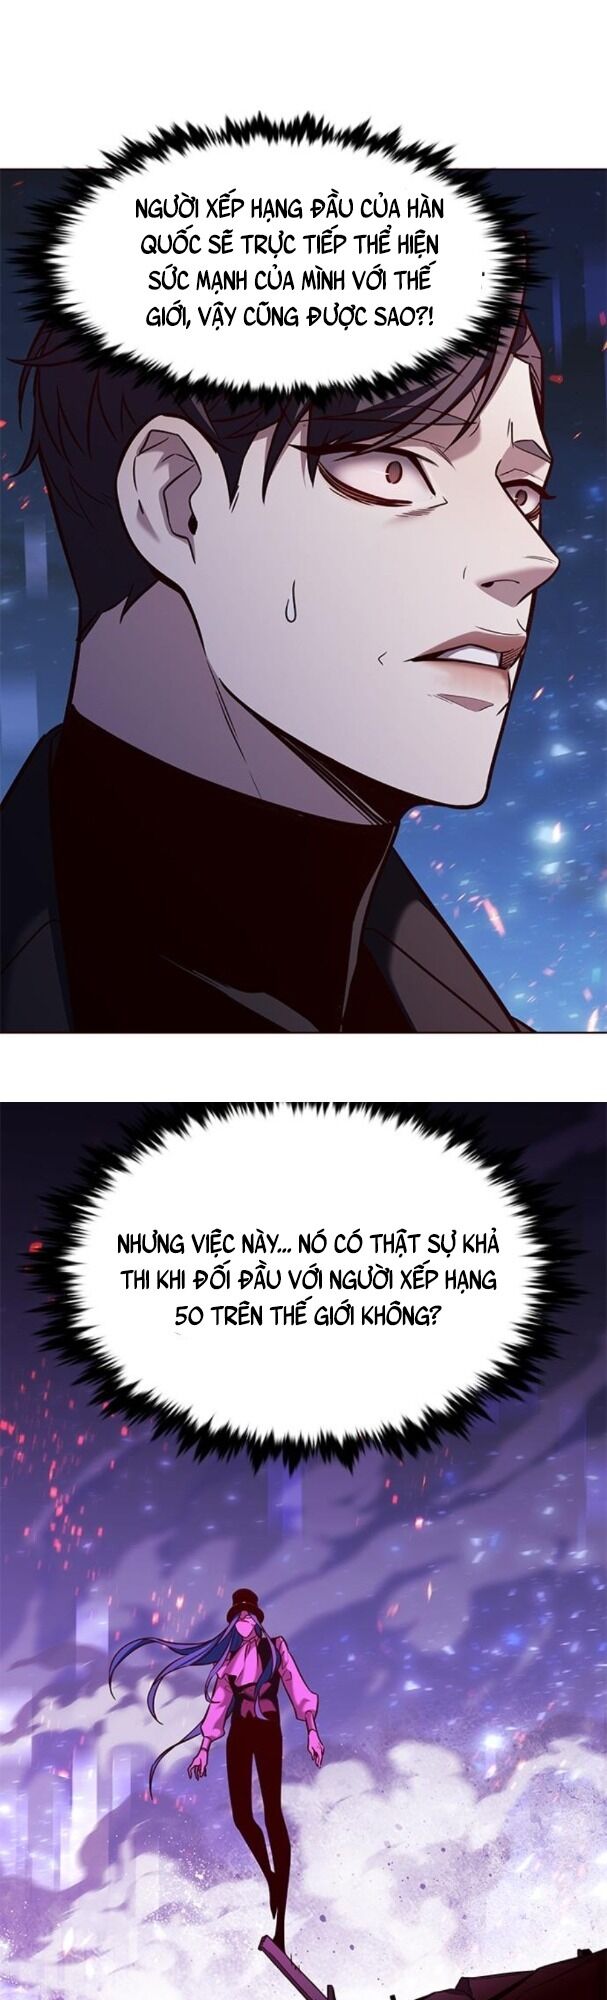 NGƯỜI XẾP HẠNG ĐẦU CỦA HÀN
QUỐC SẼ TRỰC TIẾP THỂ HIỆN
SỨC MẠNH CỦA MÌNH VỚI THẾ
GIỚI, VẬY CŨNG ĐƯỢC SAO?!
NHƯNG VIỆC NÀY... NÓ CÓ THẬT SỰ KHẢ
THI KHI ĐỐI ĐẦU VỚI NGƯỜI XẾP HẠNG
50 TRÊN THẾ GIỚI KHÔNG?